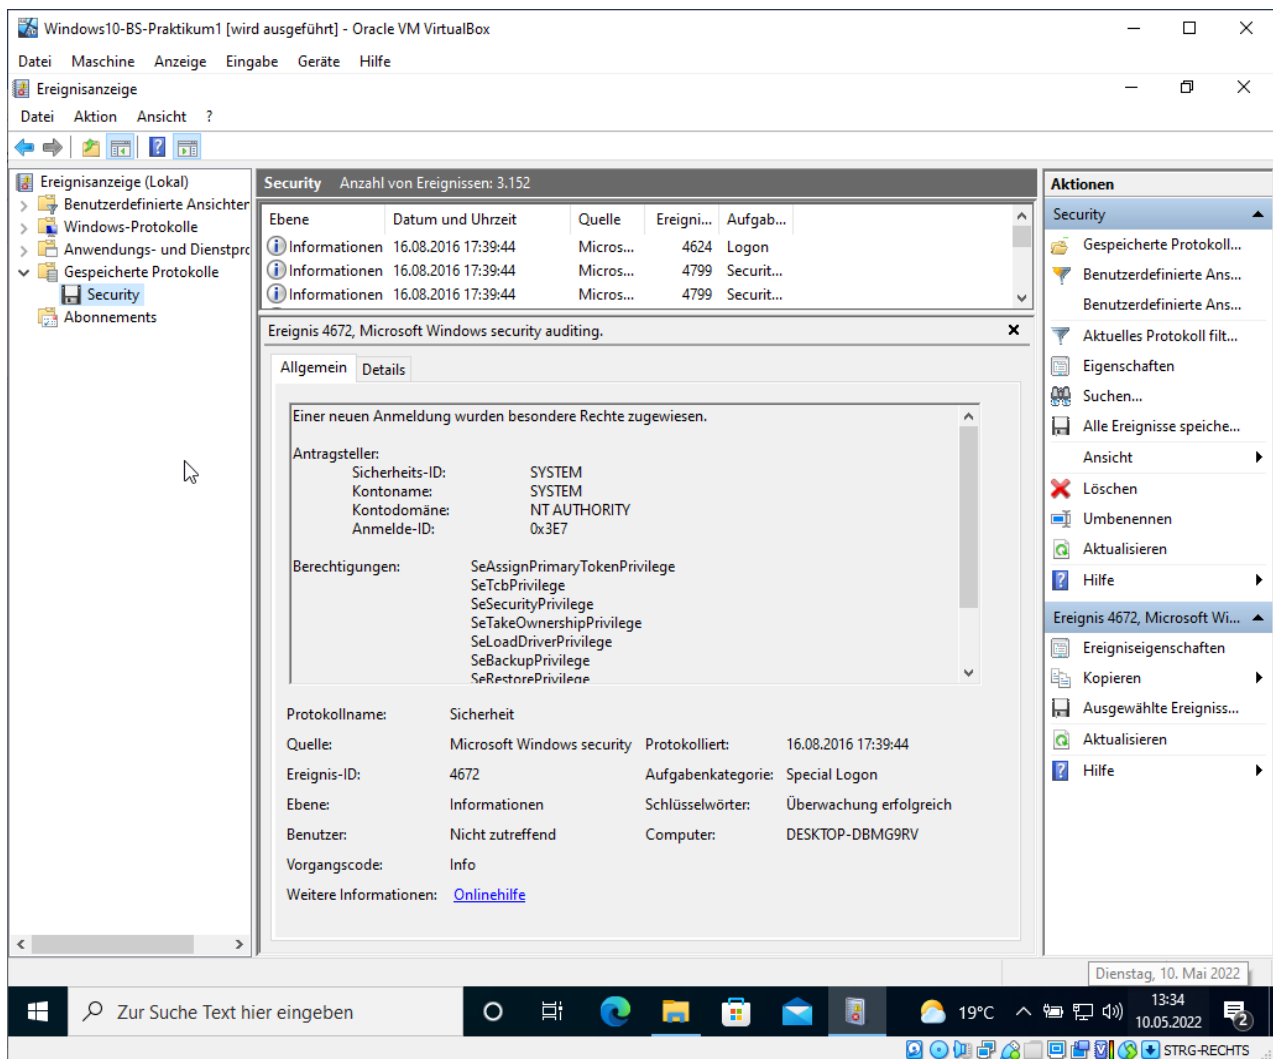 Windows10-BS-Praktikum1 [wird ausgeführt] - Oracle VM VirtualBox
Datei Maschine Anzeige Eingabe Geräte Hilfe
Ereignisanzeige
Datei Aktion Ansicht ?
Ereignisanzeige (Lokal)
Benutzerdefinierte Ansichter
Windows-Protokolle
Anwendungs- und Dienstprc
Gespeicherte Protokolle
Security
Abonnements
Security Anzahl von Ereignissen: 3.152
Ebene Datum und Uhrzeit Quelle Ereigni... Aufgab...
Informationen 16.08.2016 17:39:44 Micros... 4624 Logon
Informationen 16.08.2016 17:39:44 Micros... 4799 Securit...
Informationen 16.08.2016 17:39:44 Micros... 4799 Securit...
Ereignis 4672, Microsoft Windows security auditing.
Allgemein Details
Einer neuen Anmeldung wurden besondere Rechte zugewiesen.
Antragsteller:
Sicherheits-ID: SYSTEM
Kontoname: SYSTEM
Kontodomäne: NT AUTHORITY
Anmelde-ID: 0x3E7
Berechtigungen: SeAssignPrimaryTokenPrivilege
SeTcbPrivilege
SeSecurityPrivilege
SeTakeOwnershipPrivilege
SeLoadDriverPrivilege
SeBackupPrivilege
SeRestorePrivilege
Protokollname: Sicherheit
Quelle: Microsoft Windows security Protokolliert: 16.08.2016 17:39:44
Ereignis-ID: 4672 Aufgabenkategorie: Special Logon
Ebene: Informationen Schlüsselwörter: Überwachung erfolgreich
Benutzer: Nicht zutreffend Computer: DESKTOP-DBMG9RV
Vorgangscode: Info
Weitere Informationen: Onlinehilfe
Aktionen
Security
Gespeicherte Protokoll...
Benutzerdefinierte Ans...
Benutzerdefinierte Ans...
Aktuelles Protokoll filt...
Eigenschaften
Suchen...
Alle Ereignisse speiche...
Ansicht
Löschen
Umbenennen
Aktualisieren
Hilfe
Ereignis 4672, Microsoft Wi...
Ereigniseigenschaften
Kopieren
Ausgewählte Ereigniss...
Aktualisieren
Hilfe
Dienstag, 10. Mai 2022
Zur Suche Text hier eingeben
19°C
13:34
10.05.2022
2
STRG-RECHTS